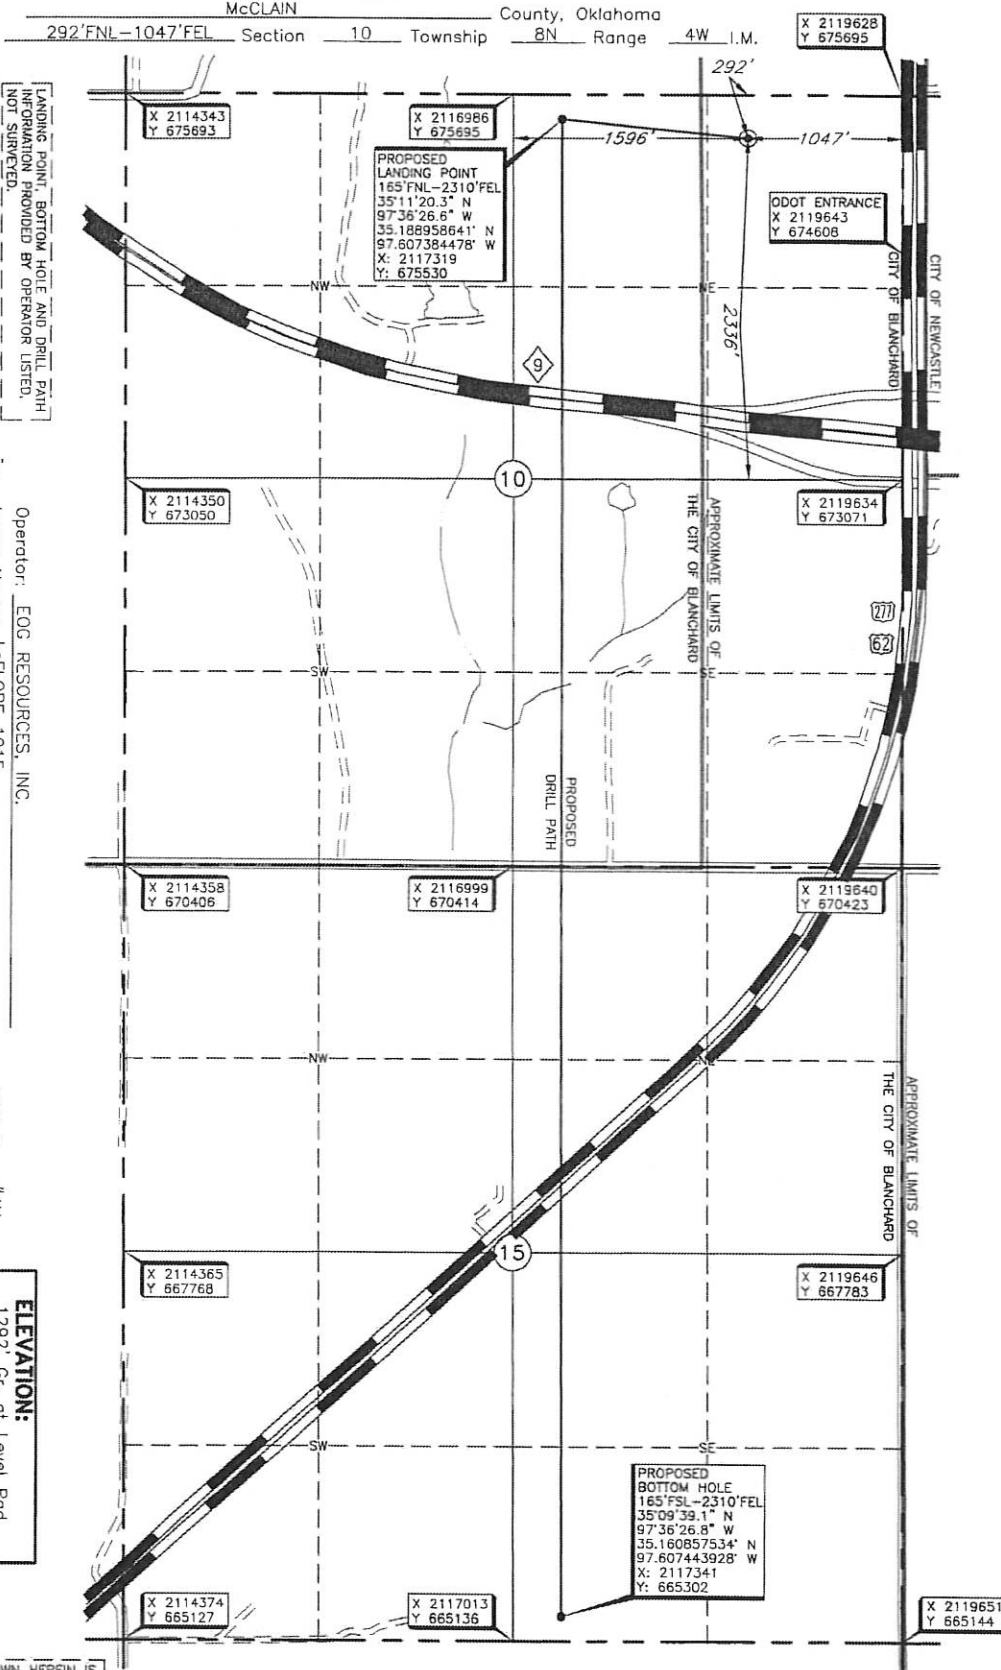 McCLAIN County, Oklahoma
292'FNL-1047'FEL Section 10 Township 8N Range 4W I.M.
X 2119628
Y 675695
292'
X 2114343
Y 675693
X 2116986
Y 675695
1596'
1047'
PROPOSED
LANDING POINT
165'FNL-2310'FEL
35°11'20.3" N
97°36'26.6" W
35.188958641° N
97.607384478° W
X: 2117319
Y: 675530
ODOT ENTRANCE
X 2119643
Y 674608
LANDING POINT, BOTTOM HOLE AND DRILL PATH
INFORMATION PROVIDED BY OPERATOR LISTED,
NOT SURVEYED.
CITY OF NEWCASTLE
CITY OF BLANCHARD
NW
NE
2336'
9
10
X 2114350
Y 673050
X 2119634
Y 673071
APPROXIMATE LIMITS OF
THE CITY OF BLANCHARD
277
62
SW
SE
PROPOSED
DRILL PATH
Operator: EOG RESOURCES, INC.
X 2114358
Y 670406
X 2116999
Y 670414
X 2119640
Y 670423
NW
NE
APPROXIMATE LIMITS OF
THE CITY OF BLANCHARD
15
X 2114365
Y 667768
X 2119646
Y 667783
ELEVATION:
1292' Gr. at Level Pad
SW
SE
PROPOSED
BOTTOM HOLE
165'FSL-2310'FEL
35°09'39.1" N
97°36'26.8" W
35.160857534° N
97.607443928° W
X: 2117341
Y: 665302
X 2114374
Y 665127
X 2117013
Y 665136
X 2119651
Y 665144